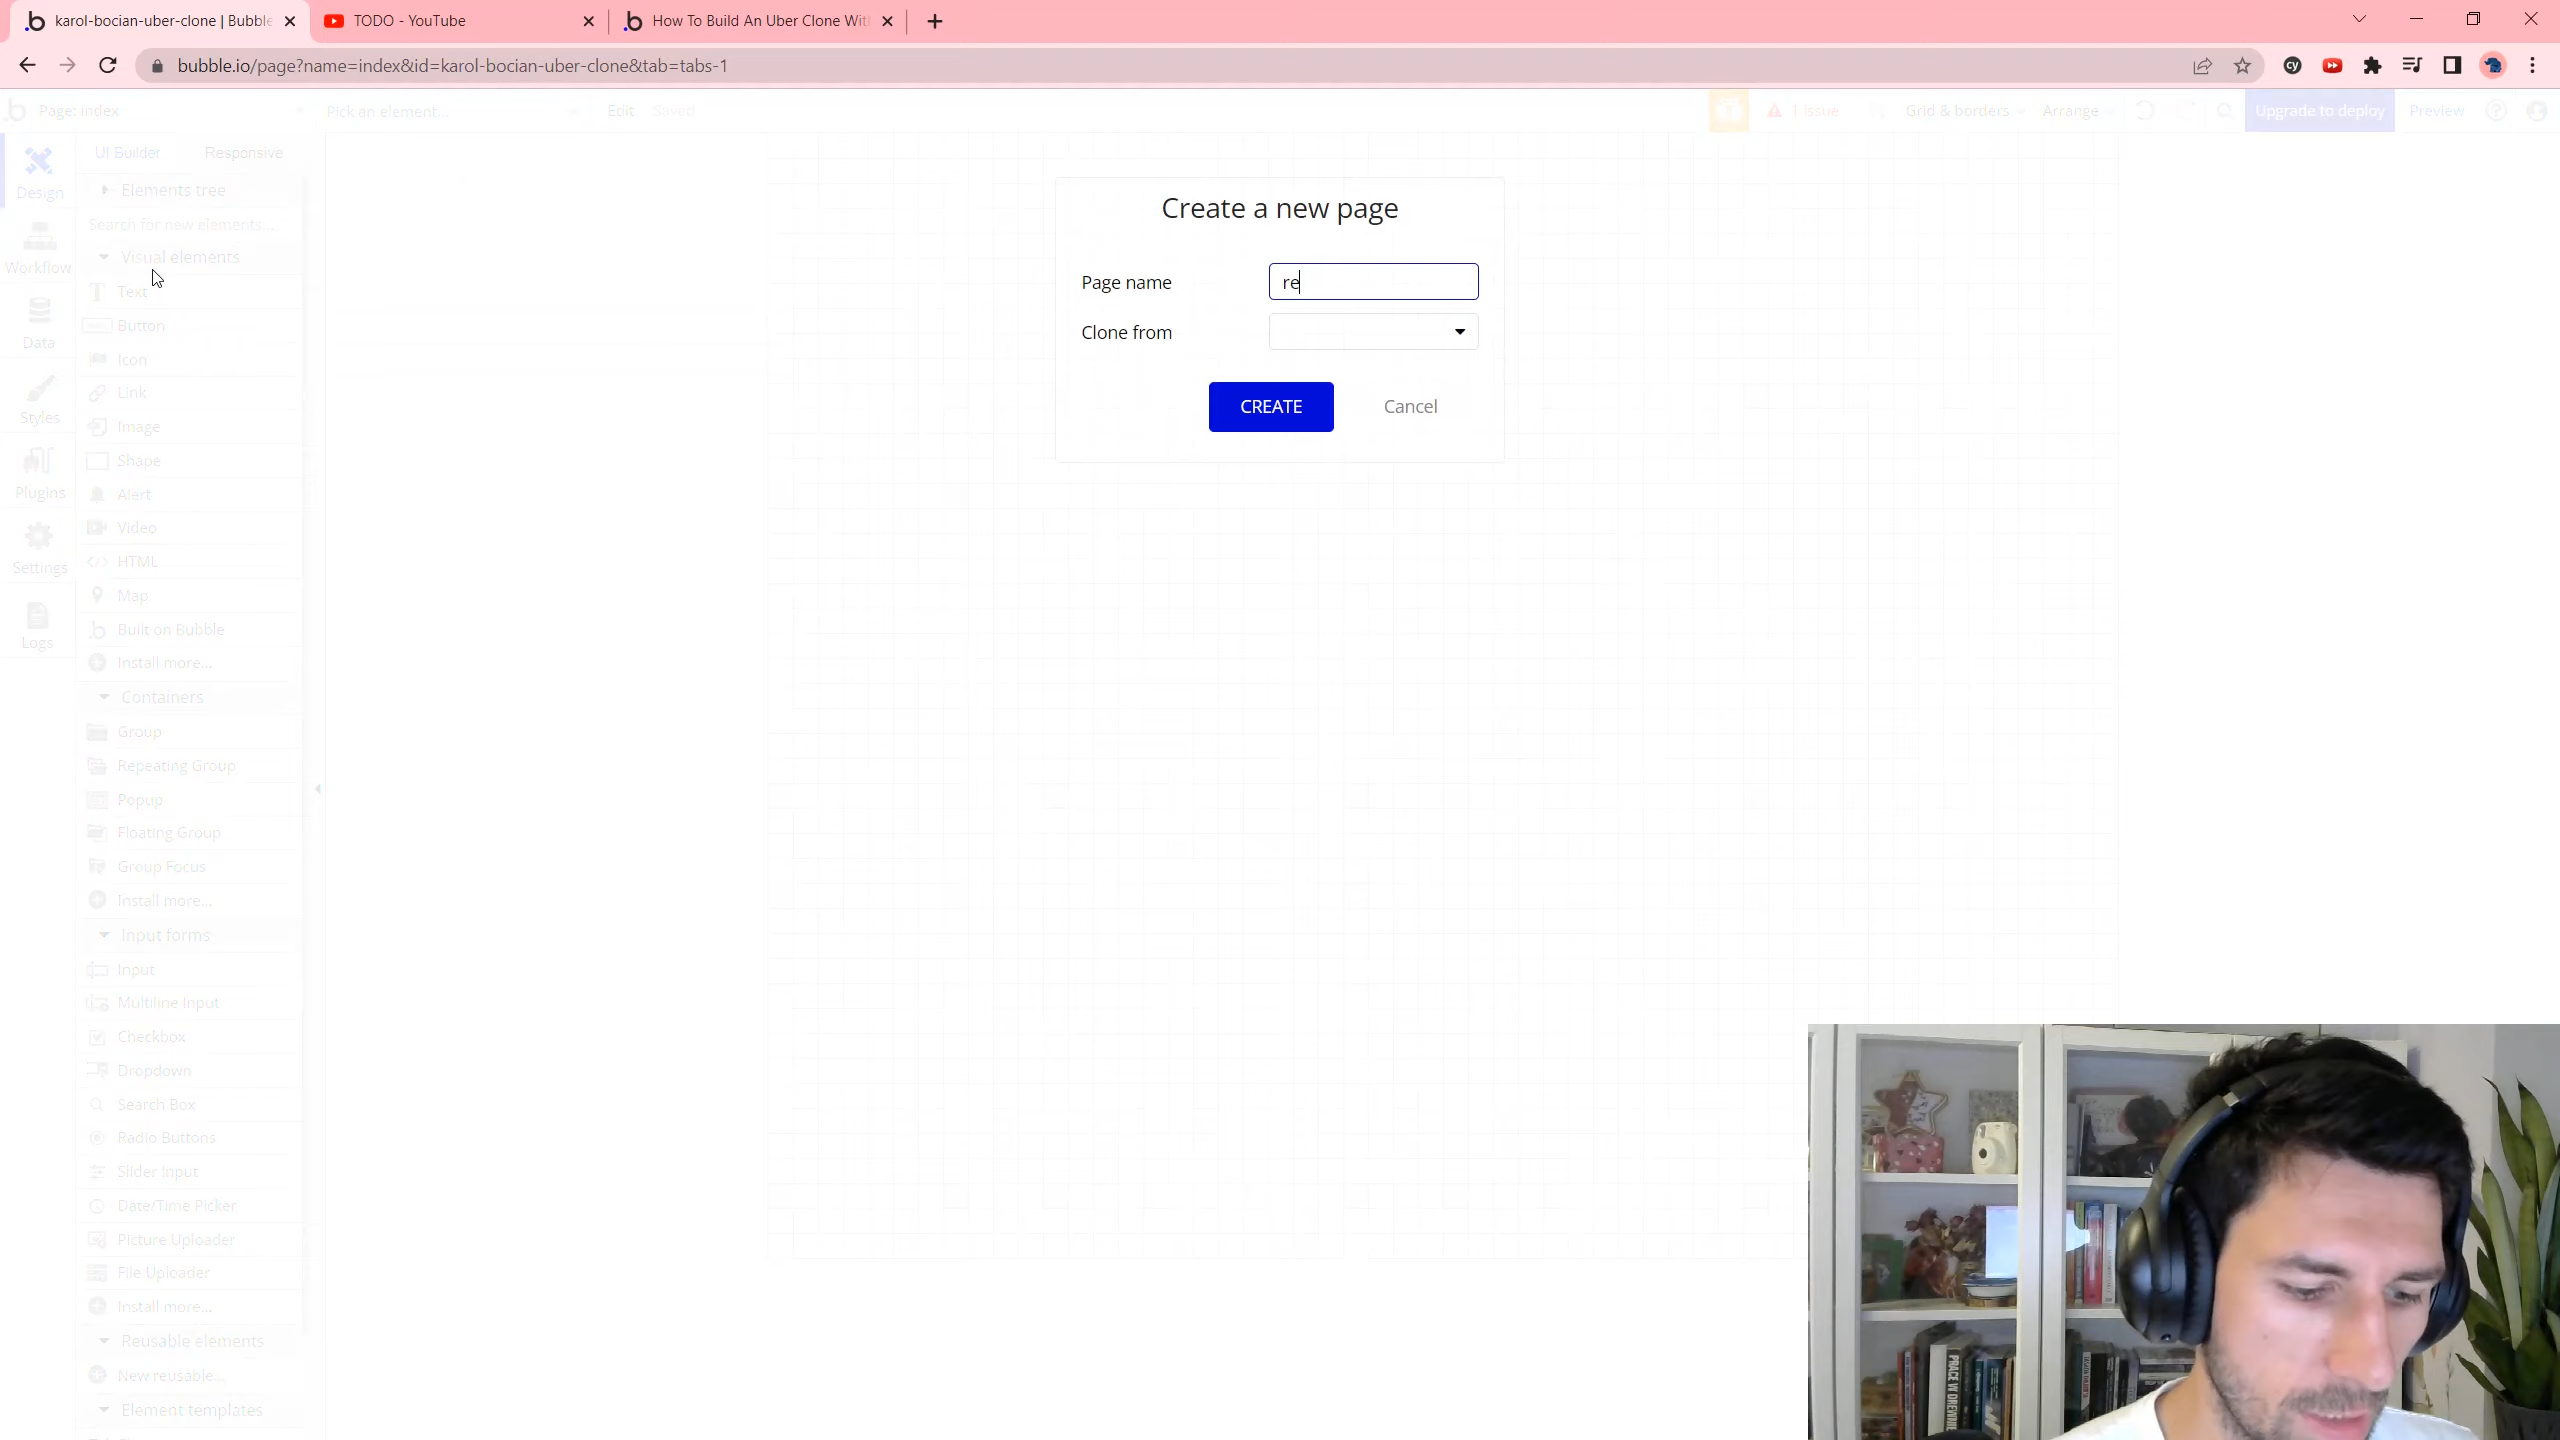 karol-bocian-uber-clone | Bubble
TODO - YouTube
How To Build An Uber Clone With
bubble.io/page?name=index&id=karol-bocian-uber-clone&tab=tabs-1
Page: index
Pick an element...
Edit
Saved
1 issue
Grid & borders
Arrange
Upgrade to deploy
Preview
UI Builder
Responsive
Design
Workflow
Data
Styles
Plugins
Settings
Logs
Elements tree
Search for new elements...
Visual elements
Text
Button
Icon
Link
Image
Shape
Alert
Video
HTML
Map
Built on Bubble
Install more...
Containers
Group
Repeating Group
Popup
Floating Group
Group Focus
Install more...
Input forms
Input
Multiline Input
Checkbox
Dropdown
Search Box
Radio Buttons
Slider Input
Date/Time Picker
Picture Uploader
File Uploader
Install more...
Reusable elements
New reusable...
Element templates
Create a new page
Page name
re
Clone from
CREATE
Cancel
PRACE W DREWNIE